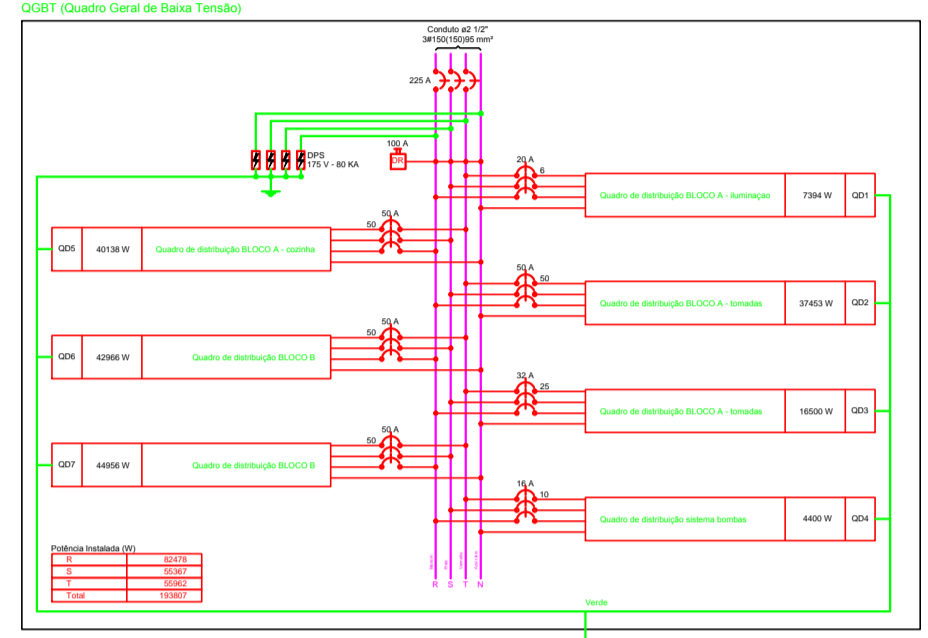 QGBT (Quadro Geral de Baixa Tensão)
Conduto ø2 1/2"
3#150(150)95 mm²
225 A
DPS
175 V - 80 KA
100 A
DR
20 A
6
Quadro de distribuição BLOCO A - iluminaçao
7394 W
QD1
50 A
50
QD5
40138 W
Quadro de distribuição BLOCO A - cozinha
50 A
50
Quadro de distribuição BLOCO A - tomadas
37453 W
QD2
50 A
50
QD6
42966 W
Quadro de distribuição BLOCO B
32 A
25
Quadro de distribuição BLOCO A - tomadas
16500 W
QD3
50 A
50
QD7
44956 W
Quadro de distribuição BLOCO B
16 A
10
Quadro de distribuição sistema bombas
4400 W
QD4
Potência Instalada (W)
R 82478
S 55367
T 55962
Total 193807
R S T N
Verde